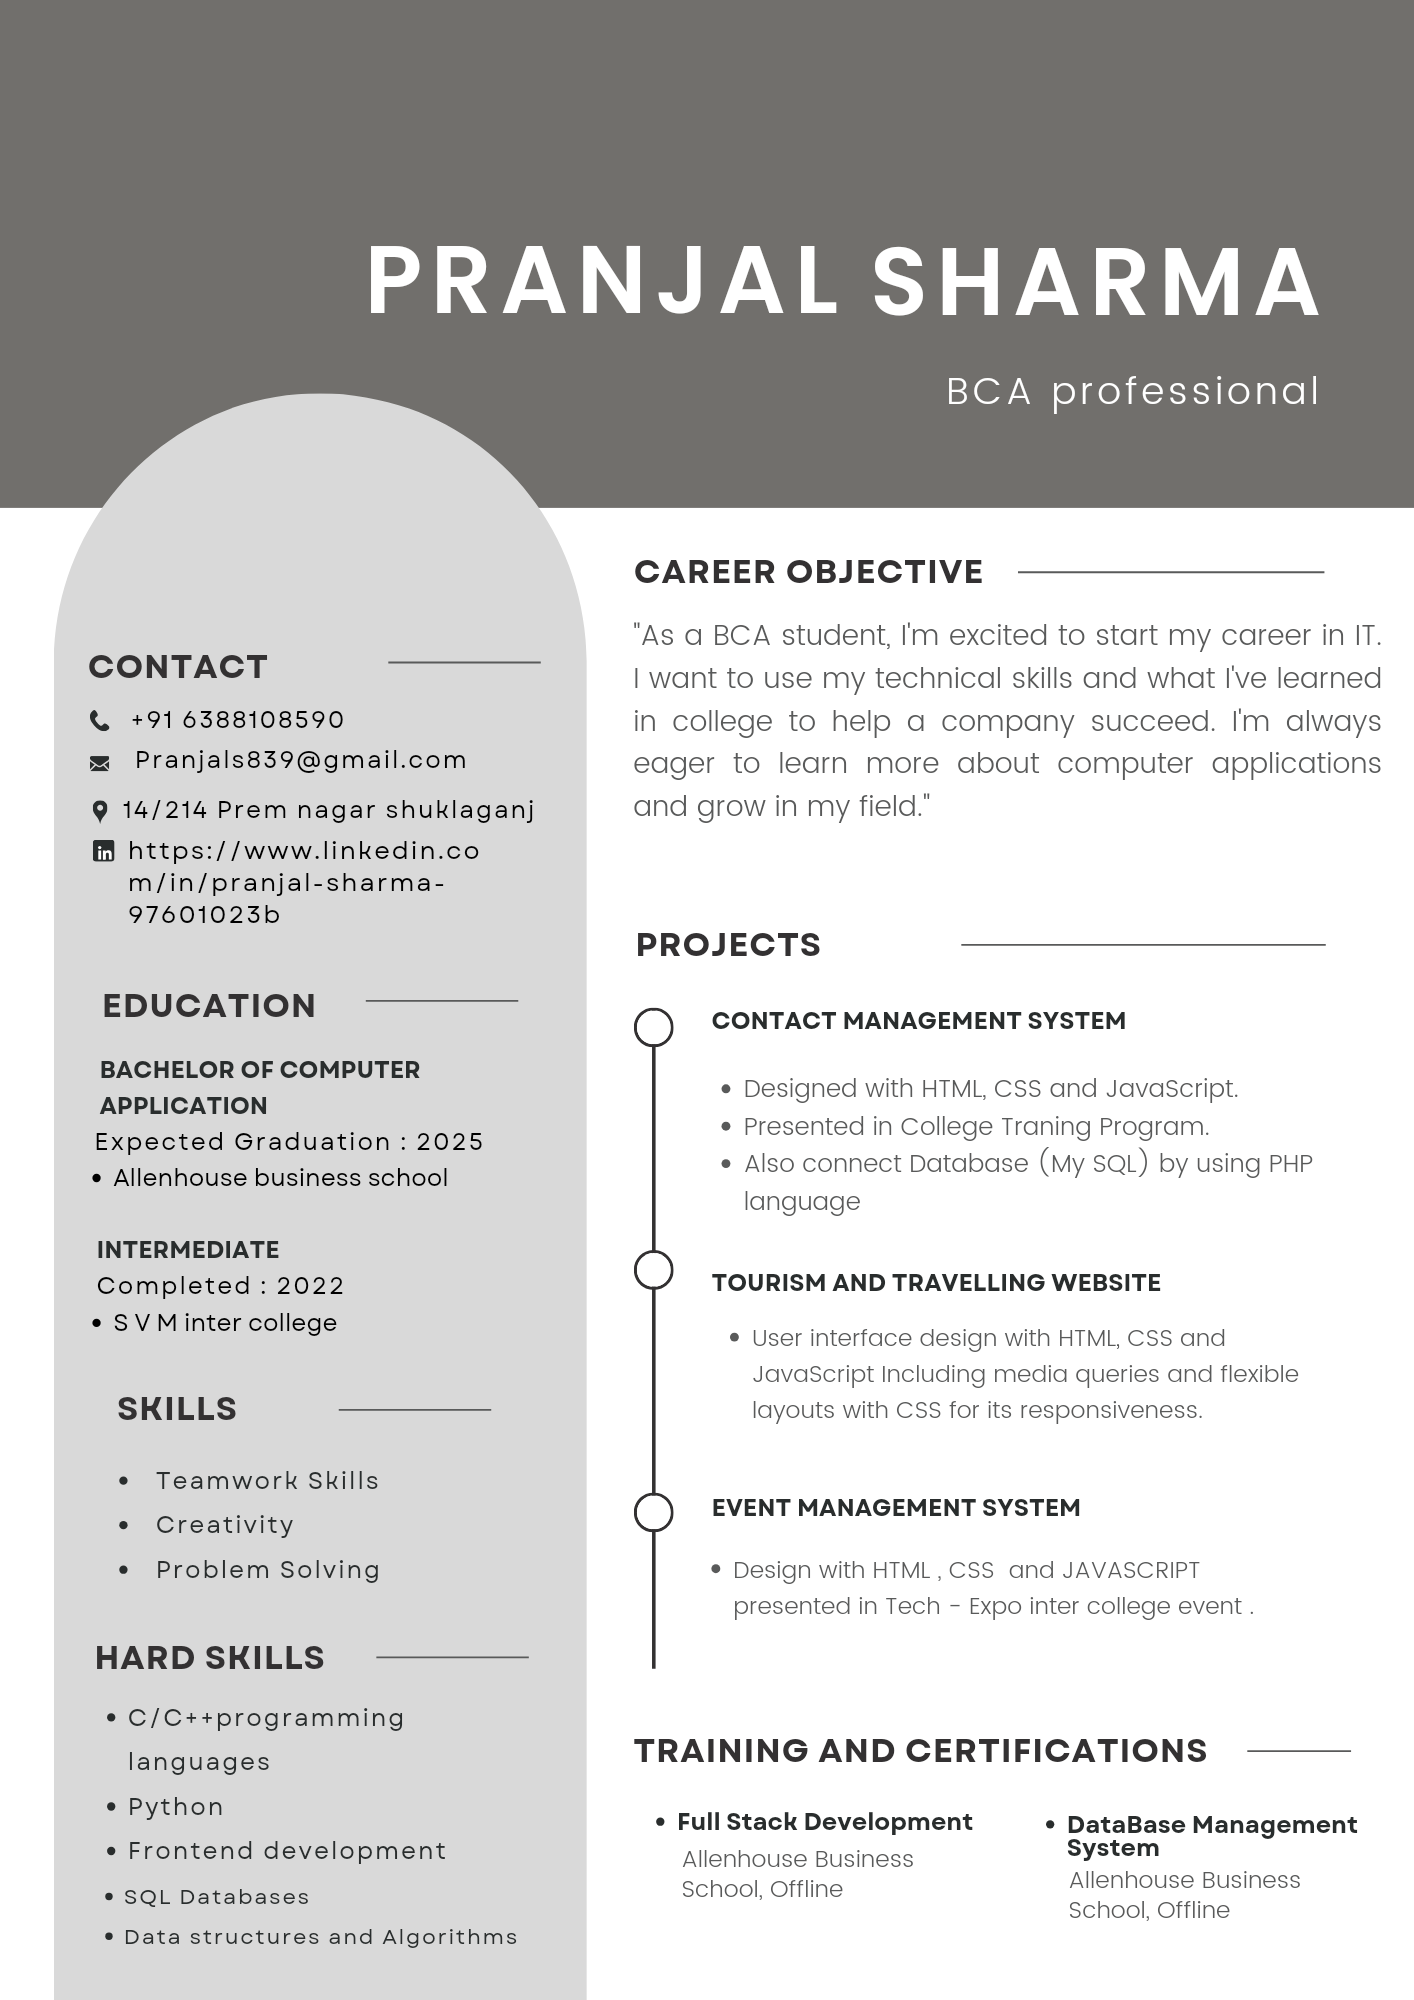 PRANJAL SHARMA
BCA professional
CONTACT
+91 6388108590
Pranjals839@gmail.com
14/214 Prem nagar shuklaganj
https://www.linkedin.co
m/in/pranjal-sharma-
97601023b
EDUCATION
BACHELOR OF COMPUTER
APPLICATION
Expected Graduation : 2025
• Allenhouse business school
INTERMEDIATE
Completed : 2022
• S V M inter college
SKILLS
• Teamwork Skills
• Creativity
• Problem Solving
HARD SKILLS
• C/C++programming
languages
• Python
• Frontend development
• SQL Databases
• Data structures and Algorithms
CAREER OBJECTIVE
"As a BCA student, I'm excited to start my career in IT.
I want to use my technical skills and what I've learned
in college to help a company succeed. I'm always
eager to learn more about computer applications
and grow in my field."
PROJECTS
CONTACT MANAGEMENT SYSTEM
• Designed with HTML, CSS and JavaScript.
• Presented in College Traning Program.
• Also connect Database (My SQL) by using PHP
language
TOURISM AND TRAVELLING WEBSITE
• User interface design with HTML, CSS and
JavaScript Including media queries and flexible
layouts with CSS for its responsiveness.
EVENT MANAGEMENT SYSTEM
• Design with HTML , CSS  and JAVASCRIPT
presented in Tech - Expo inter college event .
TRAINING AND CERTIFICATIONS
• Full Stack Development
Allenhouse Business
School, Offline
• DataBase Management
System
Allenhouse Business
School, Offline